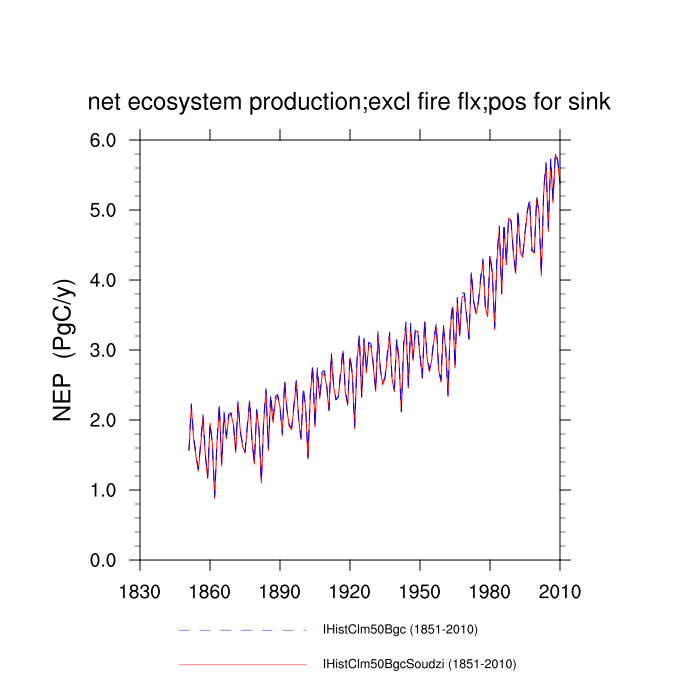 net ecosystem production;excl fire flx;pos for sink
6.0
5.0
4.0
3.0
2.0
1.0
0.0
NEP (PgC/y)
1830 1860 1890 1920 1950 1980 2010
IHistClm50Bgc (1851-2010)
IHistClm50BgcSoudzi (1851-2010)